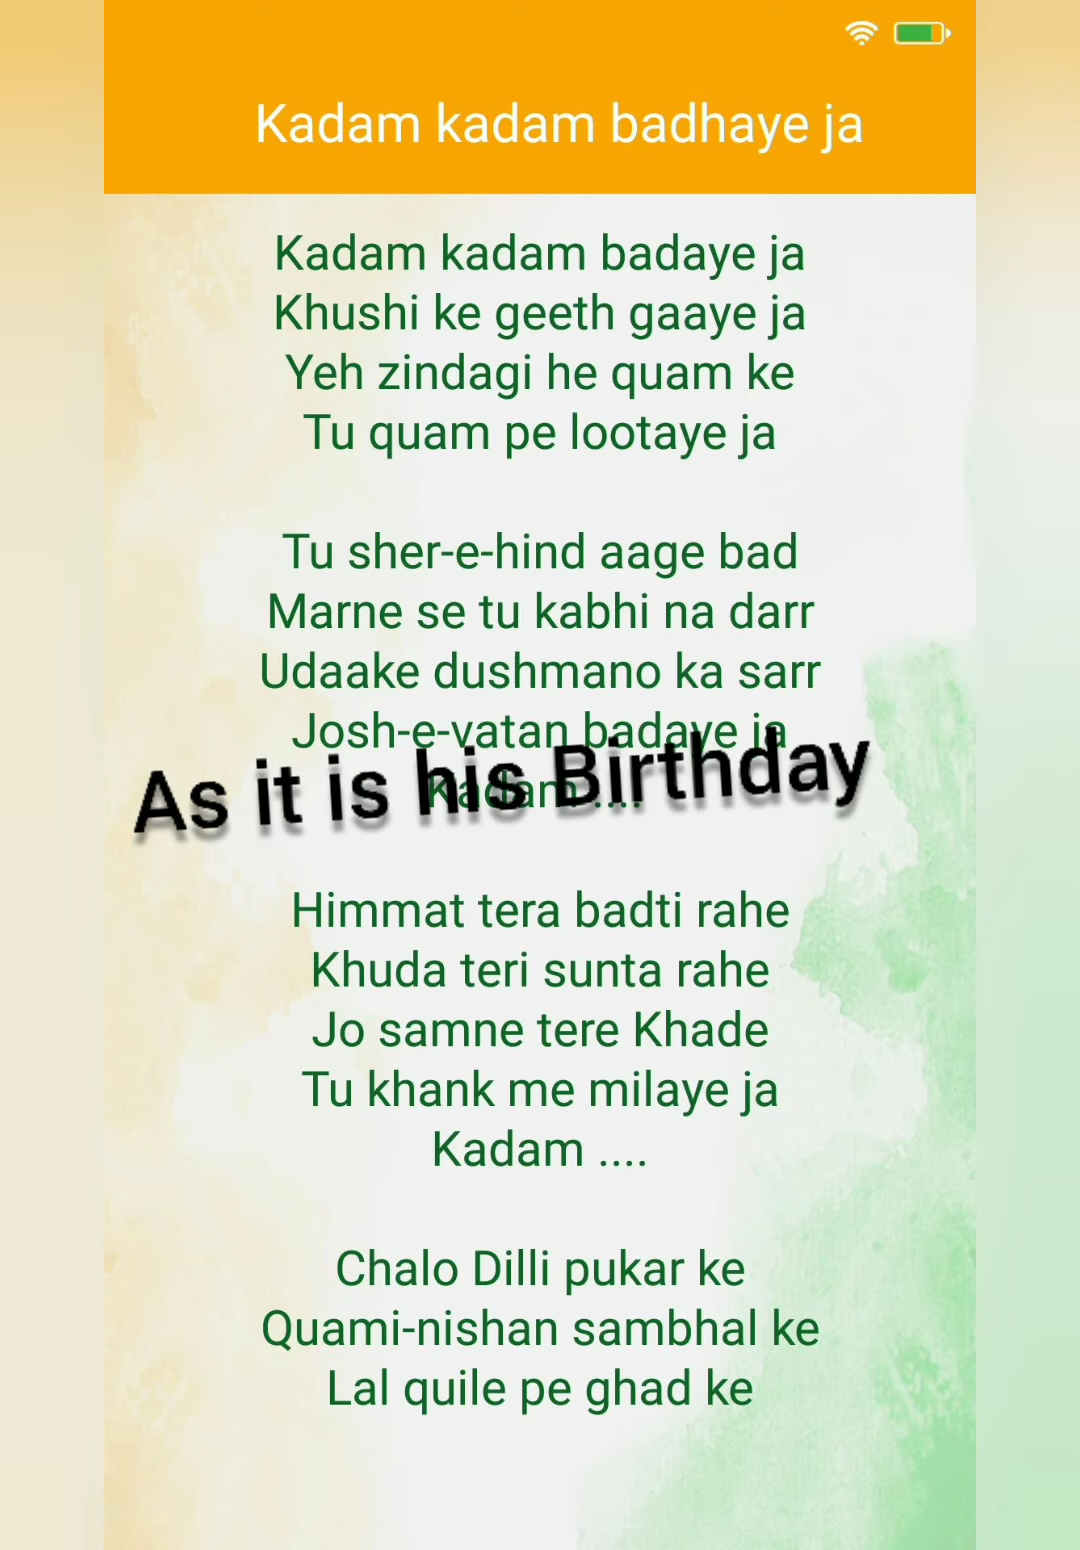 Kadam kadam badhaye ja
Kadam kadam badaye ja
Khushi ke geeth gaaye ja
Yeh zindagi he quam ke
Tu quam pe lootaye ja
Tu sher-e-hind aage bad
Marne se tu kabhi na darr
Udaake dushmano ka sarr
Josh-e-vatan badaye ja
Kadam ....
As it is his Birthday
Himmat tera badti rahe
Khuda teri sunta rahe
Jo samne tere Khade
Tu khank me milaye ja
Kadam ....
Chalo Dilli pukar ke
Quami-nishan sambhal ke
Lal quile pe ghad ke